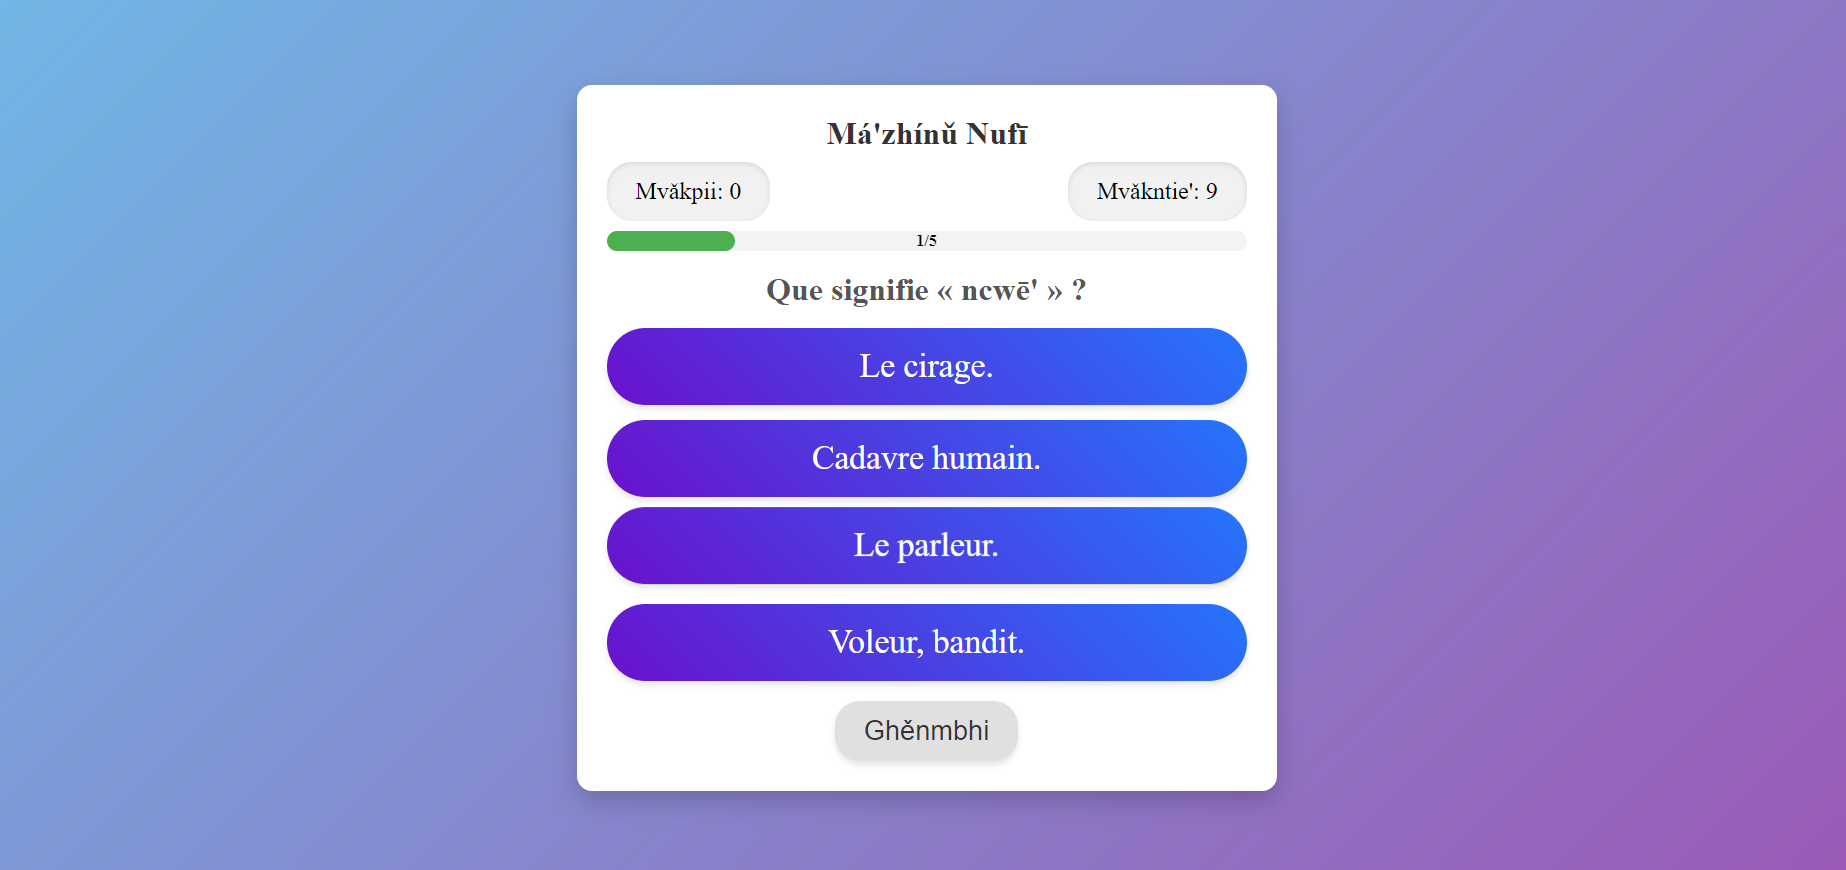 Má'zhínǔ Nufī
Mvǎkpii: 0
Mvǎkntie': 9
1/5
Que signifie « ncwē' » ?
Le cirage.
Cadavre humain.
Le parleur.
Voleur, bandit.
Ghěnmbhi